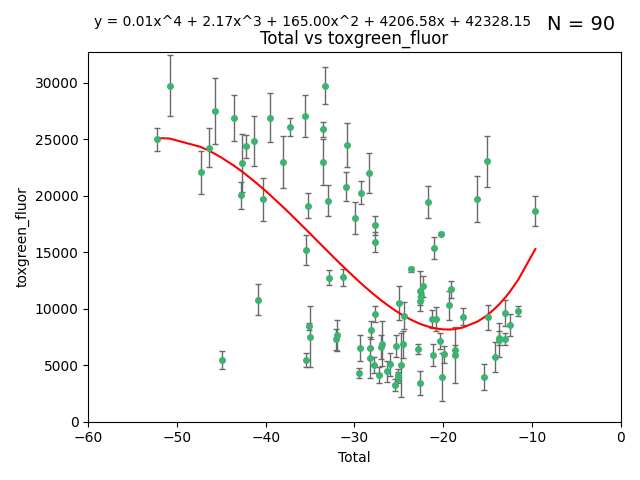 y = 0.01x^4 + 2.17x^3 + 165.00x^2 + 4206.58x + 42328.15
N = 90
Total vs toxgreen_fluor
30000
25000
20000
15000
10000
5000
0
toxgreen_fluor
−60
−50
−40
−30
−20
−10
0
Total